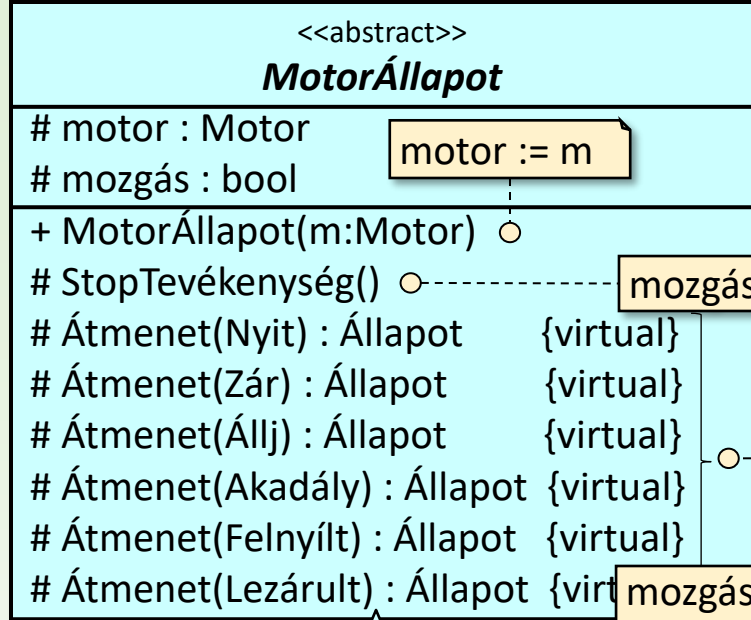 <<abstract>>
MotorÁllapot
# motor : Motor
# mozgás : bool
motor := m
+ MotorÁllapot(m:Motor)
# StopTevékenység()
mozgás
# Átmenet(Nyit) : Állapot {virtual}
# Átmenet(Zár) : Állapot {virtual}
# Átmenet(Állj) : Állapot {virtual}
# Átmenet(Akadály) : Állapot {virtual}
# Átmenet(Felnyílt) : Állapot {virtual}
# Átmenet(Lezárult) : Állapot {virt
mozgás